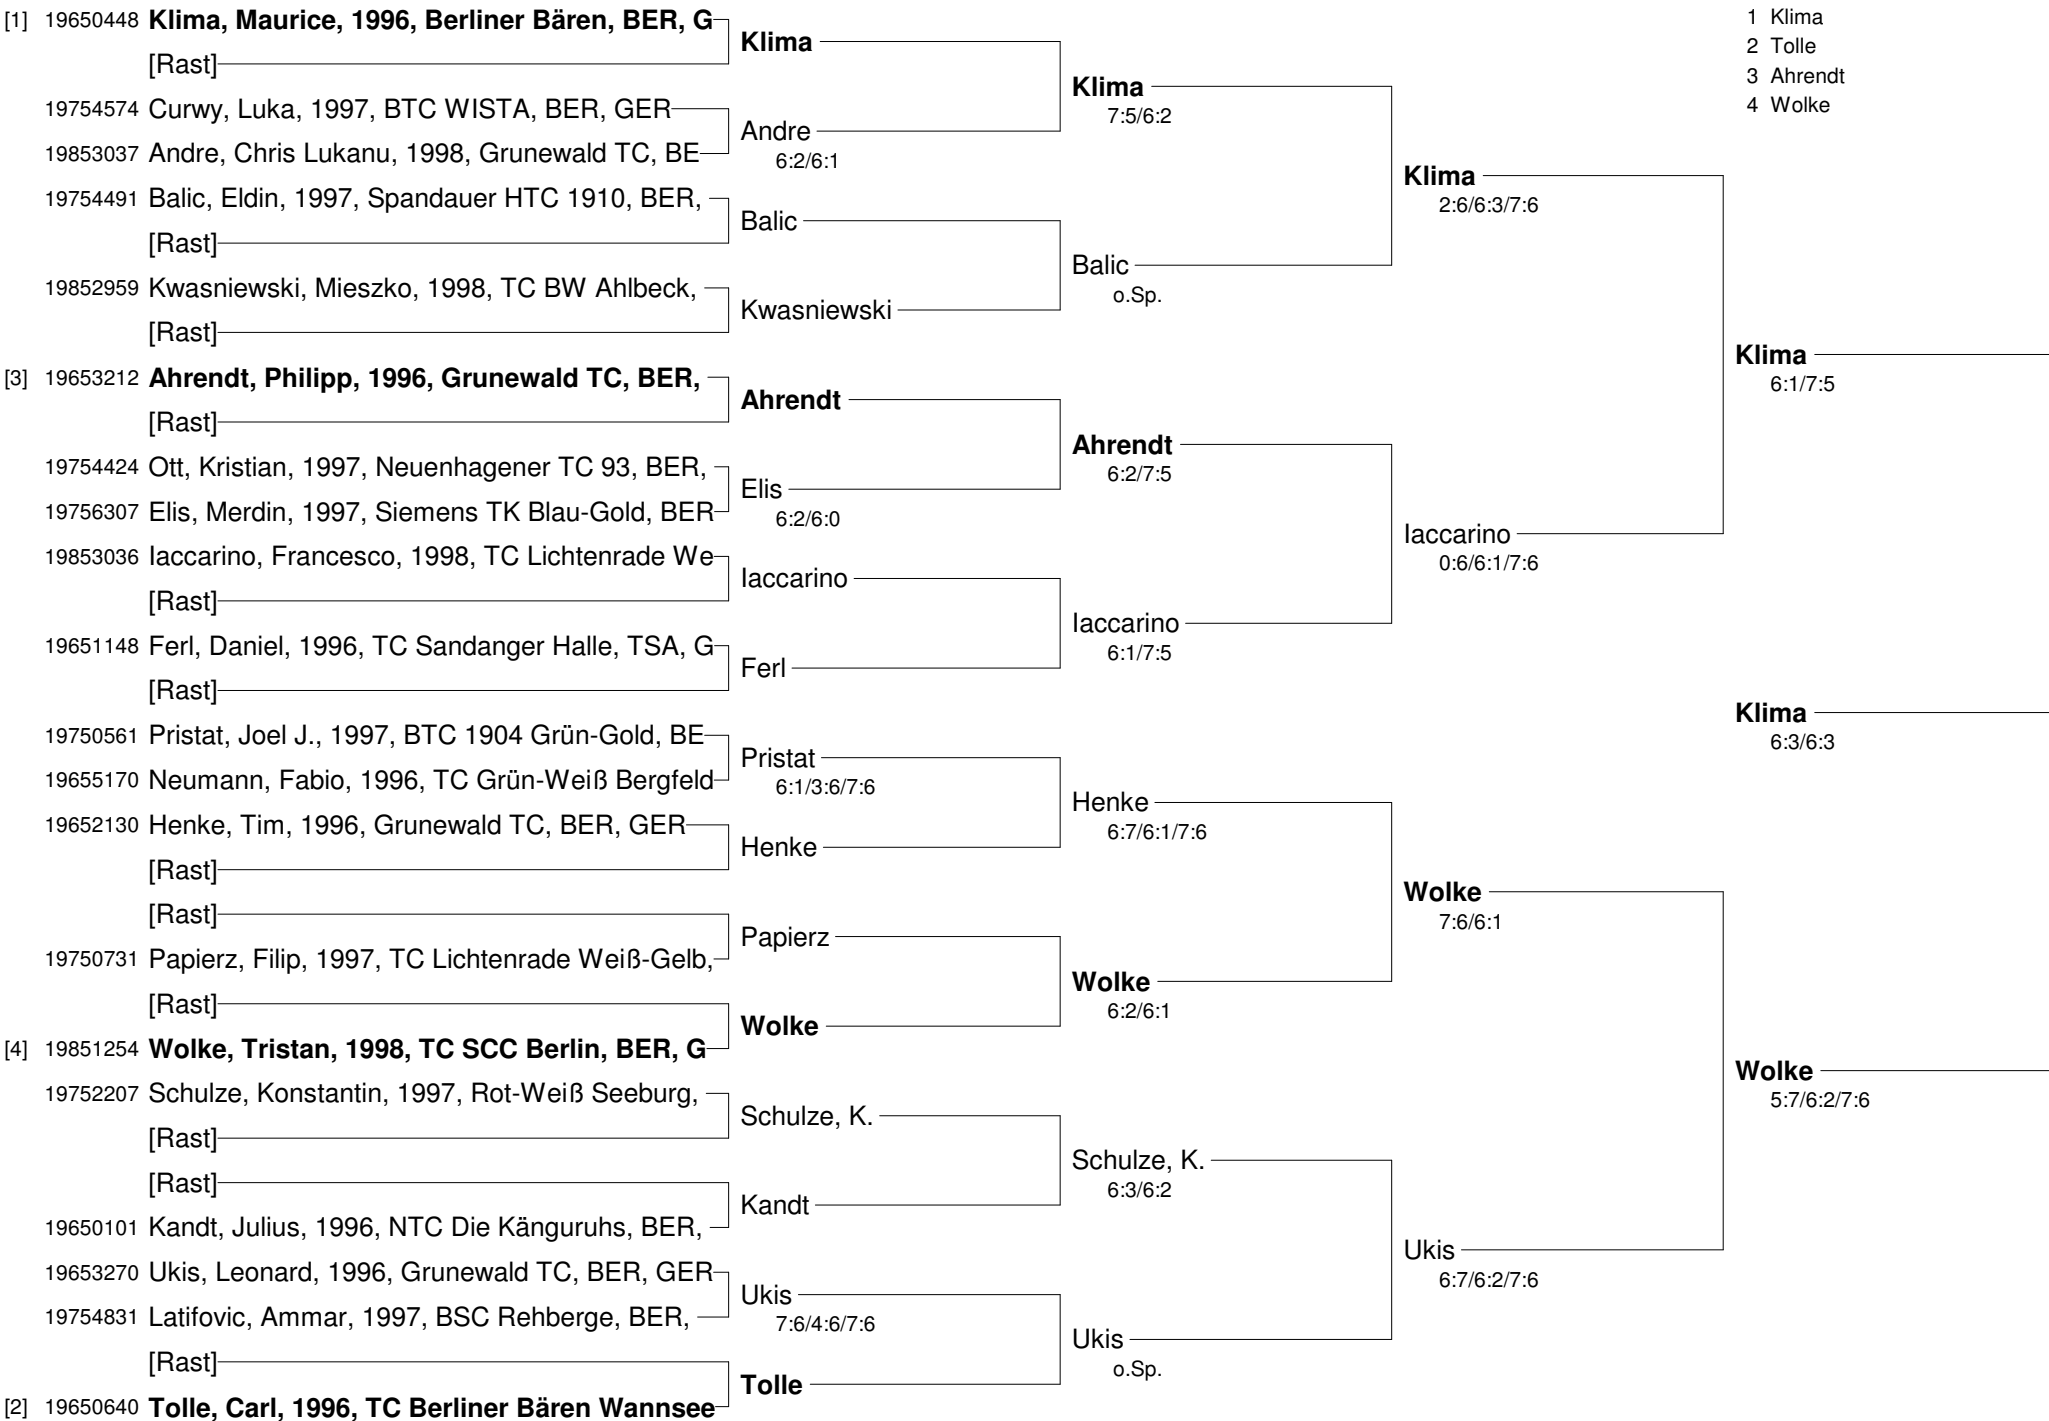 [1] 19650448 Klima, Maurice, 1996, Berliner Bären, BER, G
[Rast]
19754574 Curwy, Luka, 1997, BTC WISTA, BER, GER
19853037 Andre, Chris Lukanu, 1998, Grunewald TC, BE
19754491 Balic, Eldin, 1997, Spandauer HTC 1910, BER,
[Rast]
19852959 Kwasniewski, Mieszko, 1998, TC BW Ahlbeck,
[Rast]
[3] 19653212 Ahrendt, Philipp, 1996, Grunewald TC, BER,
[Rast]
19754424 Ott, Kristian, 1997, Neuenhagener TC 93, BER,
19756307 Elis, Merdin, 1997, Siemens TK Blau-Gold, BER
19853036 Iaccarino, Francesco, 1998, TC Lichtenrade We
[Rast]
19651148 Ferl, Daniel, 1996, TC Sandanger Halle, TSA, G
[Rast]
19750561 Pristat, Joel J., 1997, BTC 1904 Grün-Gold, BE
19655170 Neumann, Fabio, 1996, TC Grün-Weiß Bergfeld
19652130 Henke, Tim, 1996, Grunewald TC, BER, GER
[Rast]
[Rast]
19750731 Papierz, Filip, 1997, TC Lichtenrade Weiß-Gelb,
[Rast]
[4] 19851254 Wolke, Tristan, 1998, TC SCC Berlin, BER, G
19752207 Schulze, Konstantin, 1997, Rot-Weiß Seeburg,
[Rast]
[Rast]
19650101 Kandt, Julius, 1996, NTC Die Känguruhs, BER,
19653270 Ukis, Leonard, 1996, Grunewald TC, BER, GER
19754831 Latifovic, Ammar, 1997, BSC Rehberge, BER,
[Rast]
[2] 19650640 Tolle, Carl, 1996, TC Berliner Bären Wannsee
Klima
Andre
6:2/6:1
Balic
Kwasniewski
Ahrendt
Elis
6:2/6:0
Iaccarino
Ferl
Pristat
6:1/3:6/7:6
Henke
Papierz
Wolke
Schulze, K.
Kandt
Ukis
7:6/4:6/7:6
Tolle
Klima
7:5/6:2
Balic
o.Sp.
Ahrendt
6:2/7:5
Iaccarino
6:1/7:5
Henke
6:7/6:1/7:6
Wolke
6:2/6:1
Schulze, K.
6:3/6:2
Ukis
o.Sp.
Klima
2:6/6:3/7:6
Iaccarino
0:6/6:1/7:6
Wolke
7:6/6:1
Ukis
6:7/6:2/7:6
1 Klima
2 Tolle
3 Ahrendt
4 Wolke
Klima
6:1/7:5
Klima
6:3/6:3
Wolke
5:7/6:2/7:6